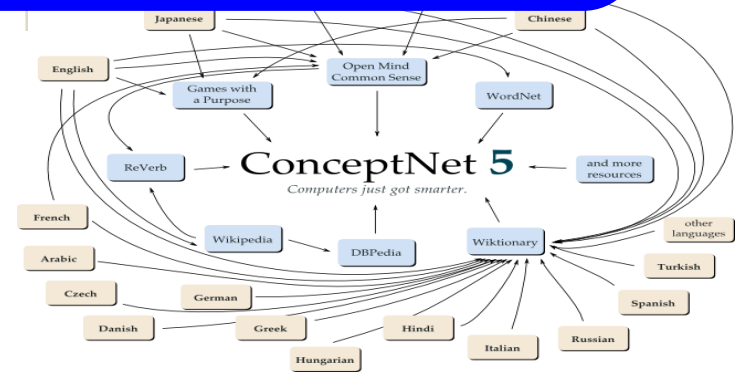 Japanese
Chinese
English
Open Mind
Common Sense
Games with
a Purpose
WordNet
ReVerb
ConceptNet 5
Computers just got smarter.
and more
resources
French
Wikipedia
DBPedia
Wiktionary
other
languages
Arabic
Turkish
Czech
German
Spanish
Danish
Greek
Hindi
Russian
Italian
Hungarian